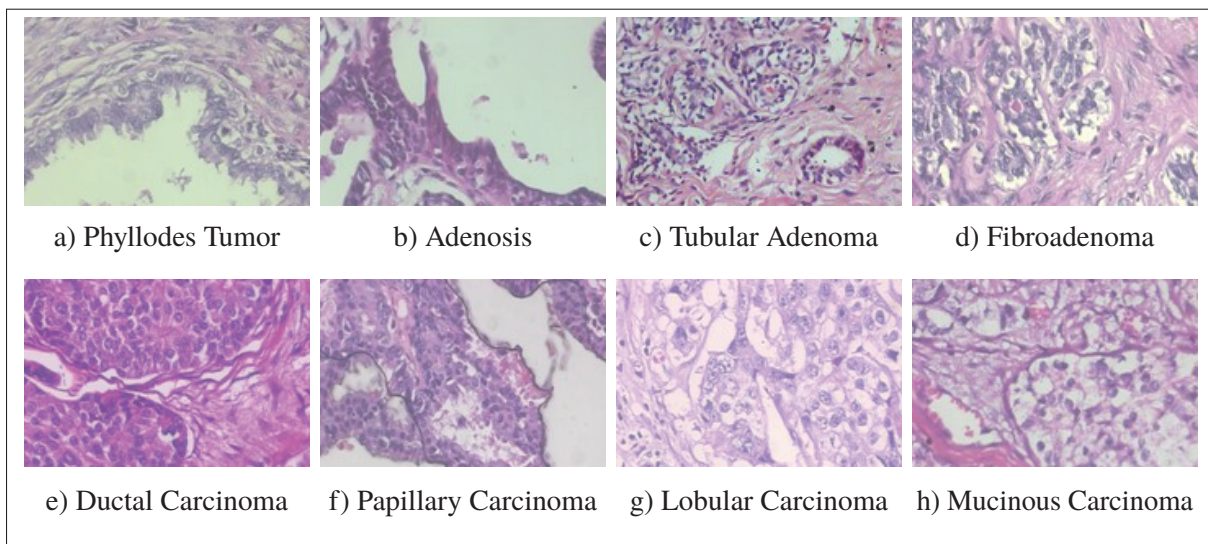 a) Phyllodes Tumor
b) Adenosis
c) Tubular Adenoma
d) Fibroadenoma
e) Ductal Carcinoma
f) Papillary Carcinoma
g) Lobular Carcinoma
h) Mucinous Carcinoma